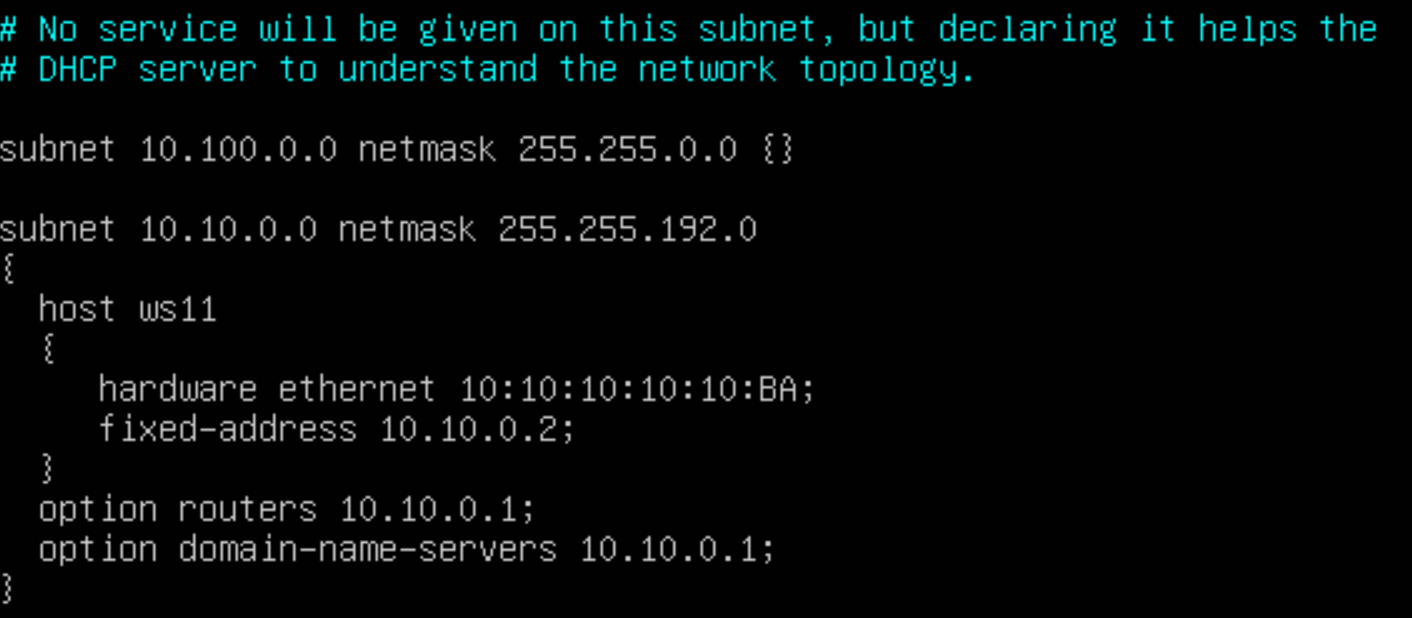 # No service will be given on this subnet, but declaring it helps the
# DHCP server to understand the network topology.
subnet 10.100.0.0 netmask 255.255.0.0 {}
subnet 10.10.0.0 netmask 255.255.192.0
{
host ws11
{
hardware ethernet 10:10:10:10:10:BA;
fixed-address 10.10.0.2;
}
option routers 10.10.0.1;
option domain-name-servers 10.10.0.1;
}